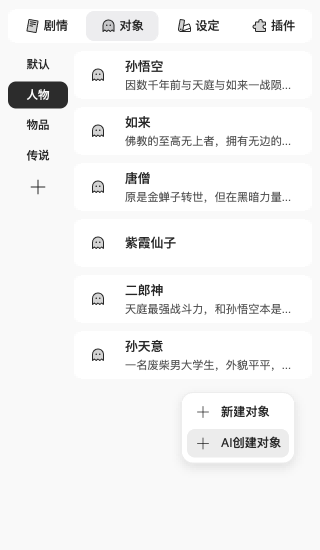 剧情 对象 设定 插件
默认
人物
物品
传说
孙悟空
因数千年前与天庭与如来一战陨...
如来
佛教的至高无上者，拥有无边的...
唐僧
原是金蝉子转世，但在黑暗力量...
紫霞仙子
二郎神
天庭最强战斗力，和孙悟空本是...
孙天意
一名废柴男大学生，外貌平平，...
新建对象
AI创建对象